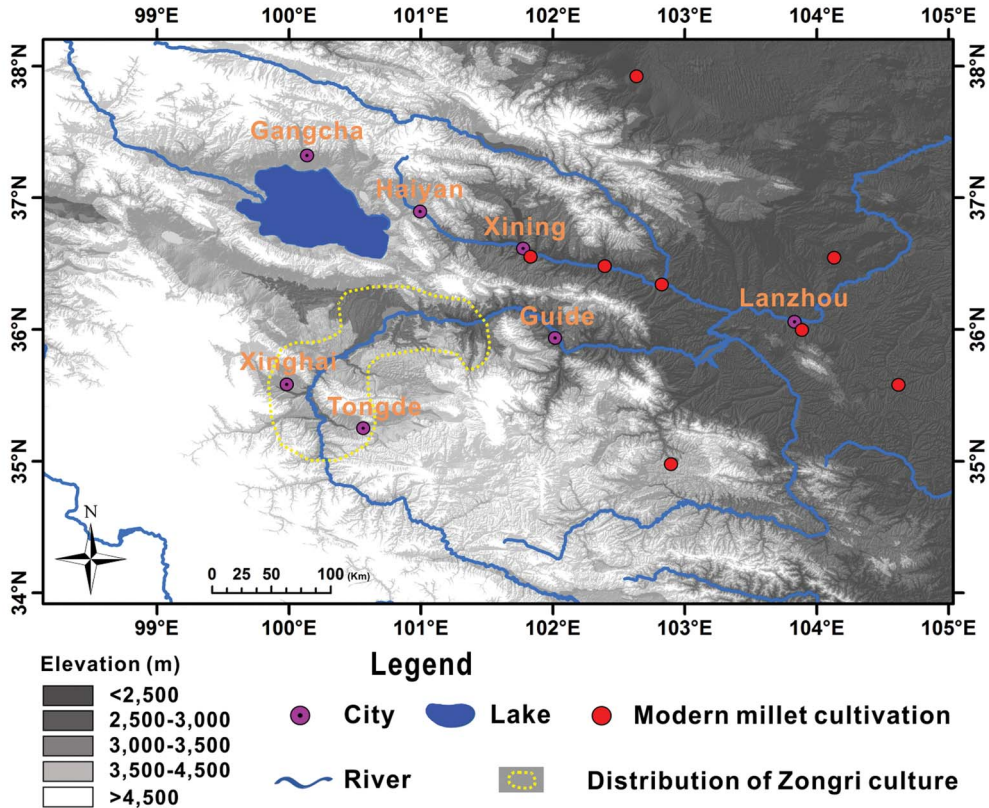 99°E 100°E 101°E 102°E 103°E 104°E 105°E
38°N 38°N
Gangcha
37°N 37°N
Haiyan
Xining
Lanzhou
36°N 36°N
Guide
Xinghai
Tongde
35°N 35°N
N
0 25 50 100 (Km)
34°N 34°N
99°E 100°E 101°E 102°E 103°E 104°E 105°E
Legend
Elevation (m)
<2,500
2,500-3,000
3,000-3,500
3,500-4,500
>4,500
City Lake Modern millet cultivation
River Distribution of Zongri culture